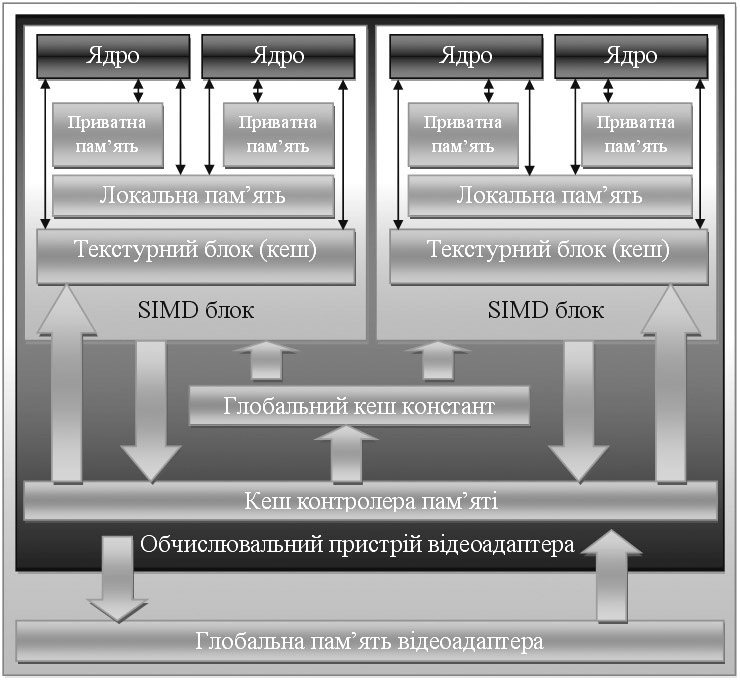 Ядро Ядро Ядро Ядро
Приватна Приватна Приватна Приватна
пам’ять пам’ять пам’ять пам’ять
Локальна пам’ять Локальна пам’ять
Текстурний блок (кеш) Текстурний блок (кеш)
SIMD блок SIMD блок
Глобальний кеш констант
Кеш контролера пам’яті
Обчислювальний пристрій відеоадаптера
Глобальна пам’ять відеоадаптера